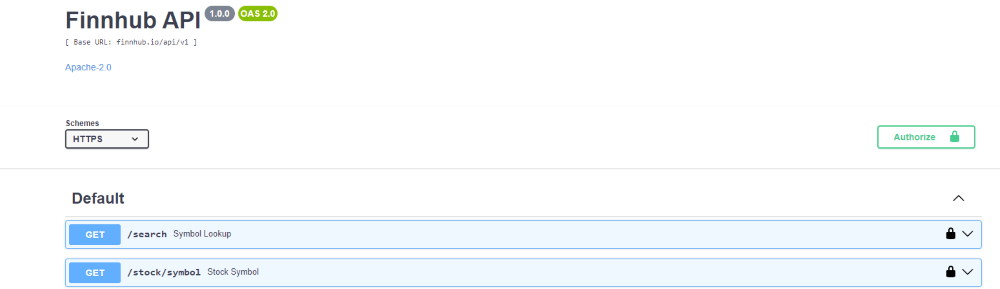 Finnhub API 1.0.0 OAS 2.0
[ Base URL: finnhub.io/api/v1 ]
Apache-2.0
Schemes
HTTPS
Authorize
Default
GET /search Symbol Lookup
GET /stock/symbol Stock Symbol